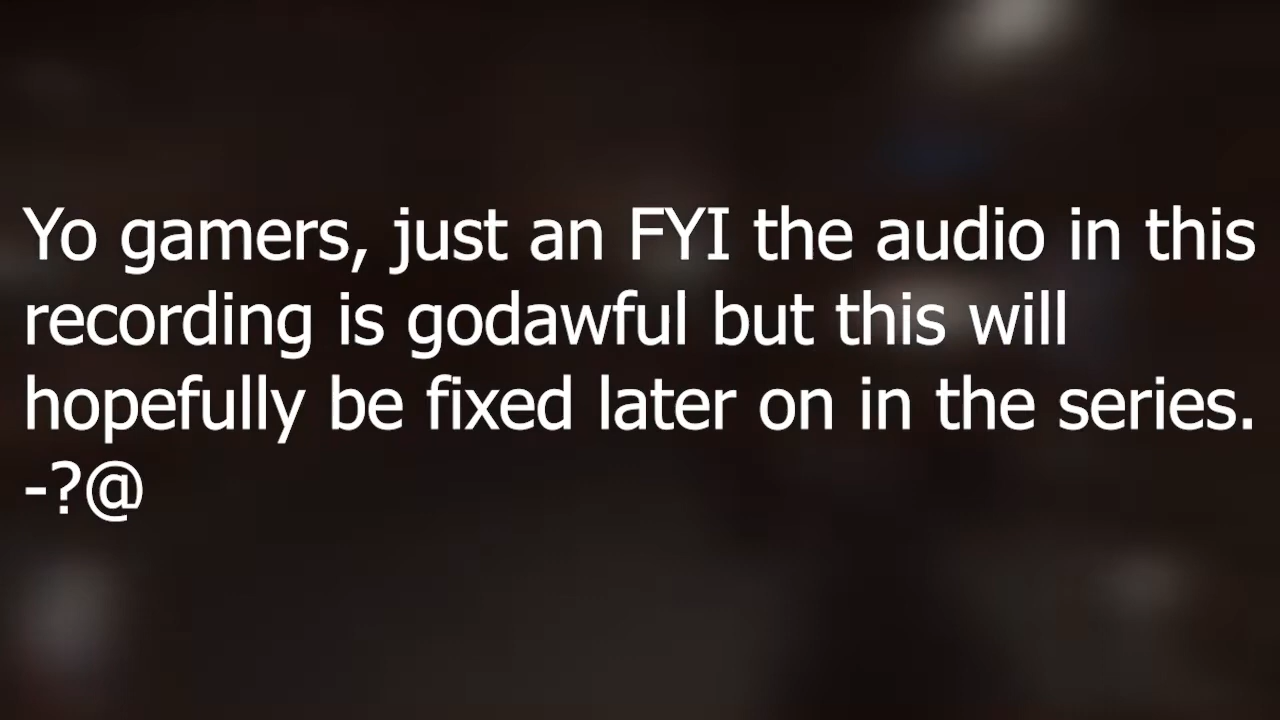 Yo gamers, just an FYI the audio in this
recording is godawful but this will
hopefully be fixed later on in the series.
-?@